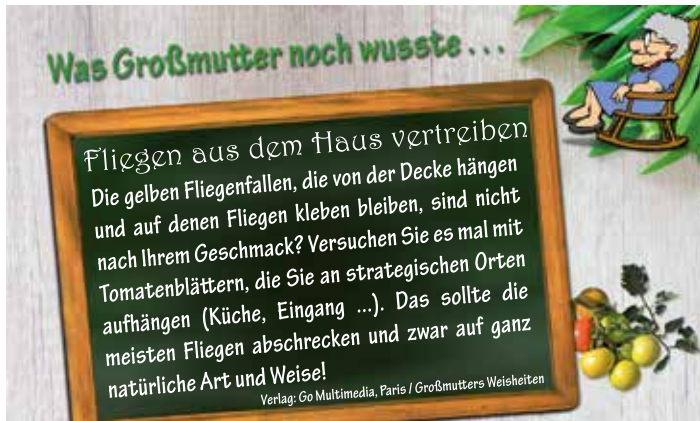 Was Großmutter noch wusste . . .
Fliegen aus dem Haus vertreiben
Die gelben Fliegenfallen, die von der Decke hängen
und auf denen Fliegen kleben bleiben, sind nicht
nach Ihrem Geschmack? Versuchen Sie es mal mit
Tomatenblättern, die Sie an strategischen Orten
aufhängen (Küche, Eingang ...). Das sollte die
meisten Fliegen abschrecken und zwar auf ganz
natürliche Art und Weise!
Verlag: Go Multimedia, Paris / Großmutters Weisheiten